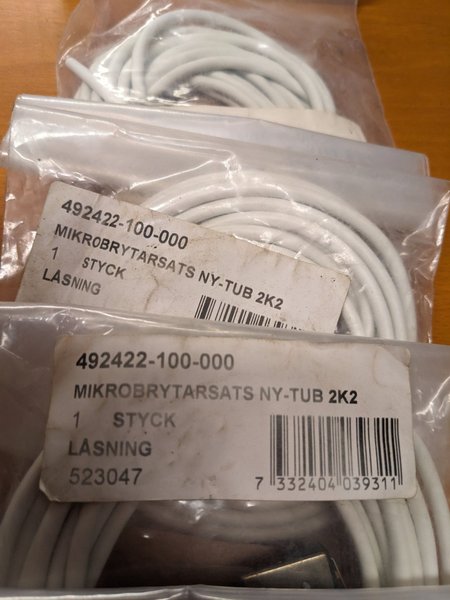 492422-100-000
MIKROBRYTARSATS NY-TUB 2K2
1 STYCK
LÅSNING
492422-100-000
MIKROBRYTARSATS NY-TUB 2K2
1 STYCK
LÅSNING
523047
7 332404 039311